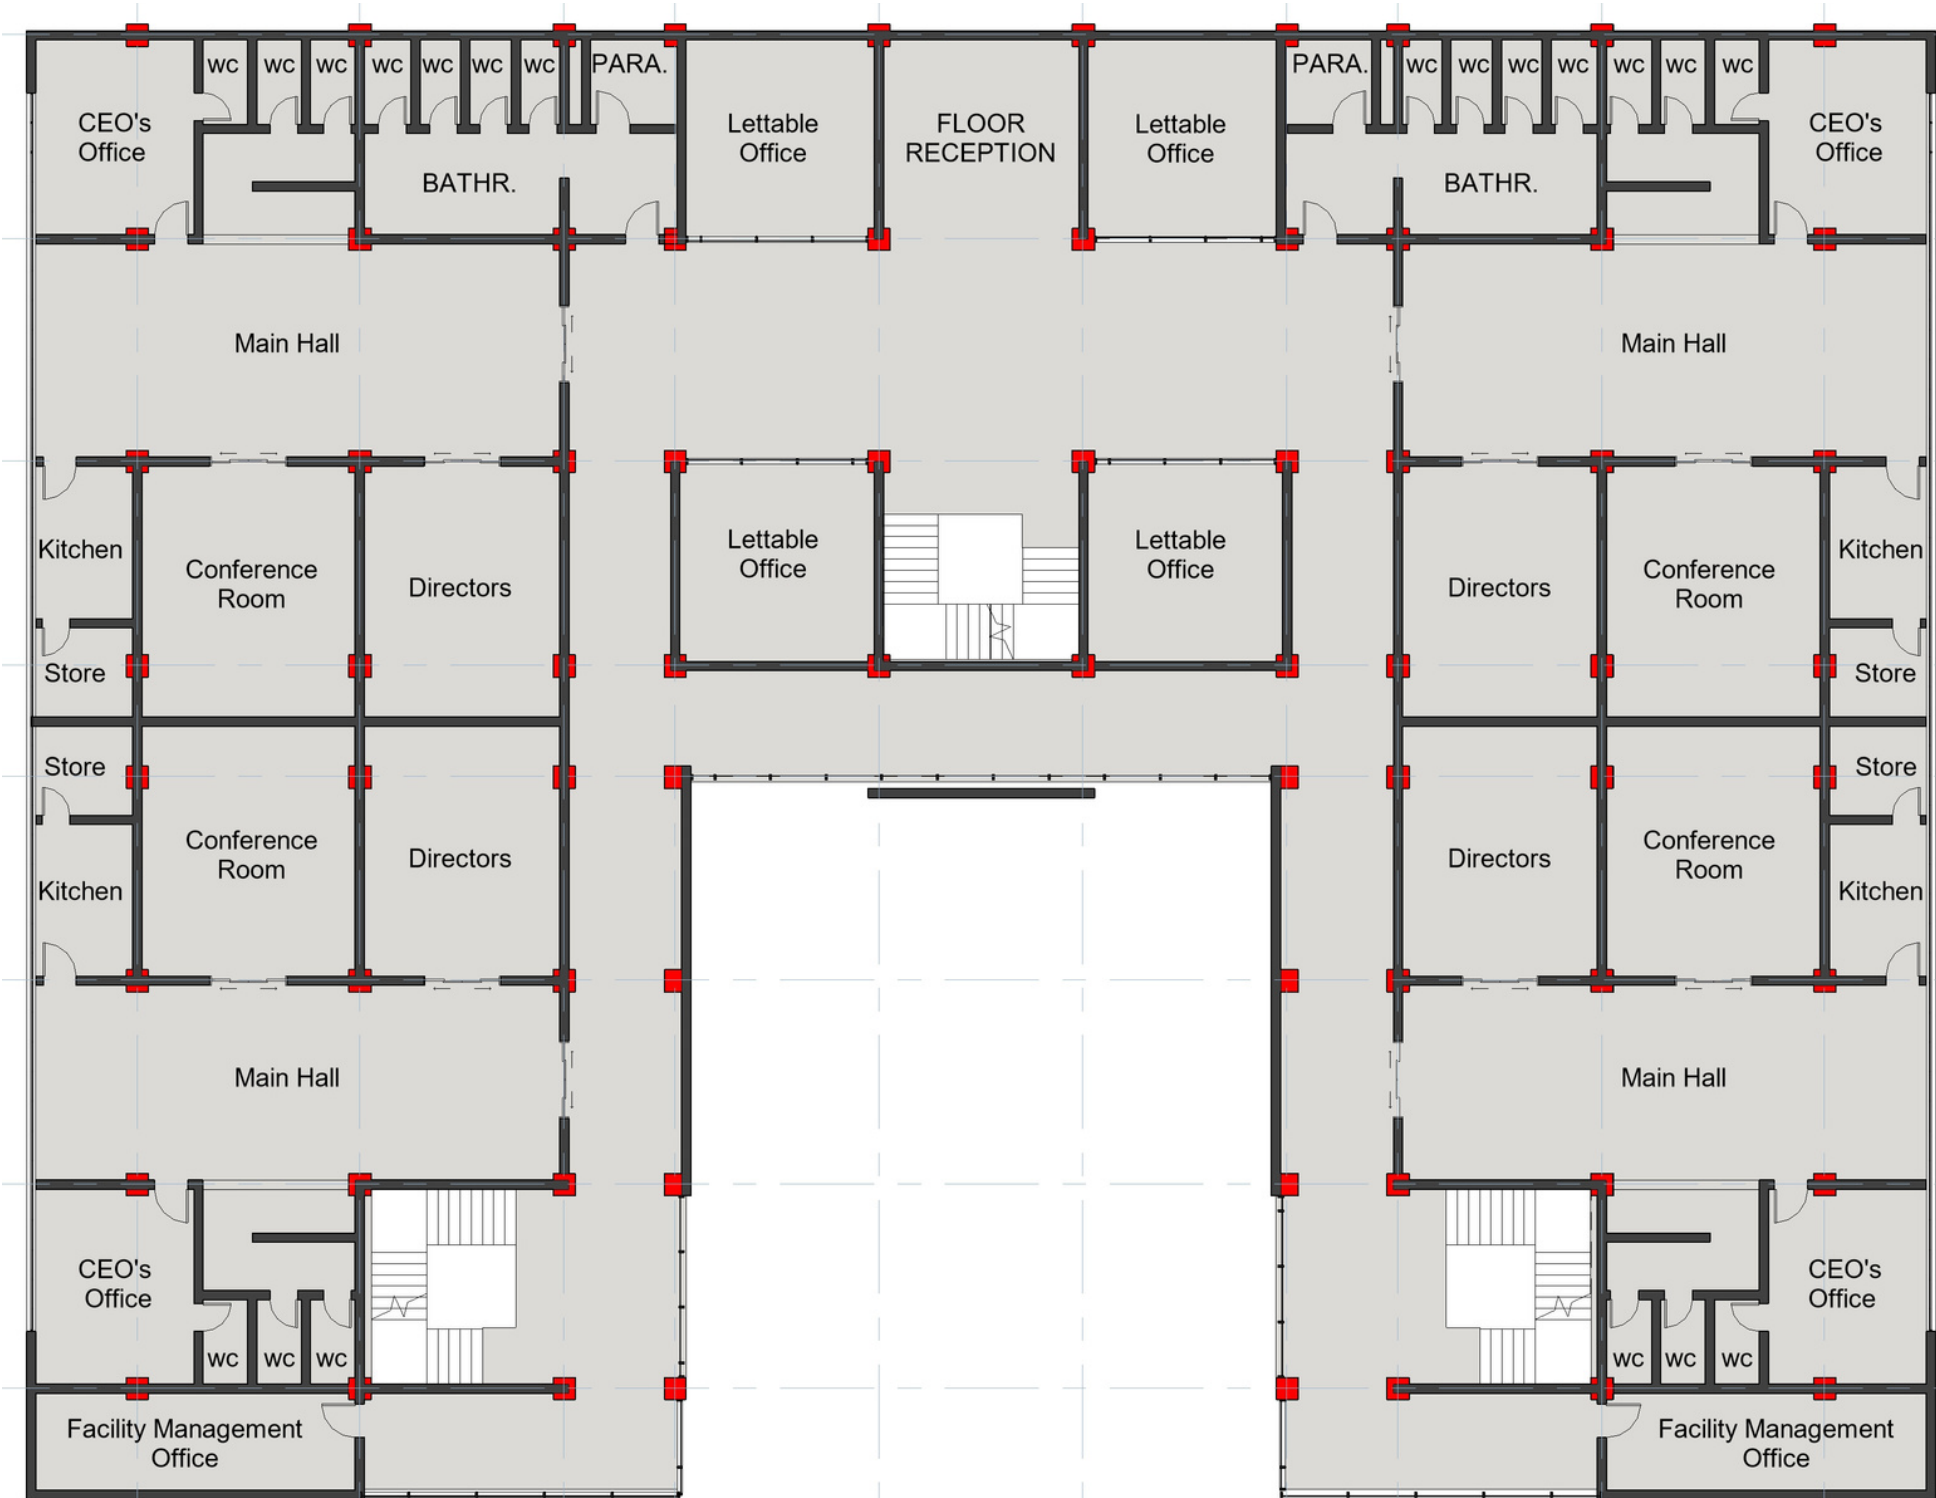 wc
wc
wc
wc
wc
wc
wc
PARA.
PARA.
wc
wc
wc
wc
wc
wc
wc
CEO's
Office
Lettable
Office
FLOOR
RECEPTION
Lettable
Office
CEO's
Office
BATHR.
BATHR.
Main Hall
Main Hall
Kitchen
Conference
Room
Directors
Lettable
Office
Lettable
Office
Directors
Conference
Room
Kitchen
Store
Store
Store
Store
Conference
Room
Directors
Directors
Conference
Room
Kitchen
Kitchen
Main Hall
Main Hall
CEO's
Office
CEO's
Office
wc
wc
wc
wc
wc
wc
Facility Management
Office
Facility Management
Office